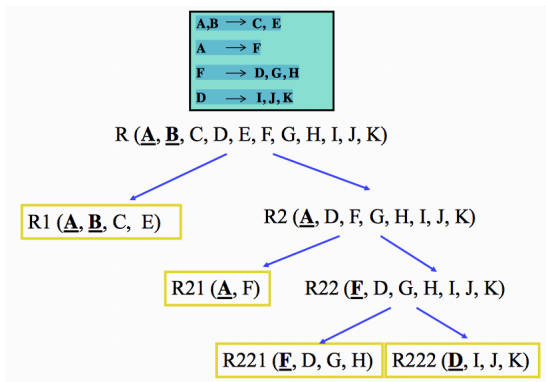 A,B → C, E
A → F
F → D, G, H
D → I, J, K
R (A, B, C, D, E, F, G, H, I, J, K)
R1 (A, B, C, E)
R2 (A, D, F, G, H, I, J, K)
R21 (A, F)
R22 (F, D, G, H, I, J, K)
R221 (F, D, G, H)
R222 (D, I, J, K)